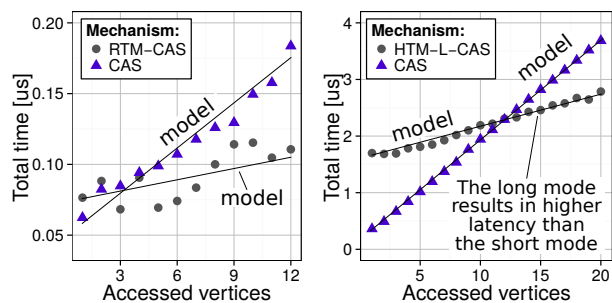 Mechanism:
RTM-CAS
CAS
model
model
0.20
0.15
0.10
0.05
Total time [us]
3
6
9
12
Accessed vertices
Mechanism:
HTM-L-CAS
CAS
model
model
The long mode
results in higher
latency than
the short mode
4
3
2
1
0
Total time [us]
5
10
15
20
Accessed vertices